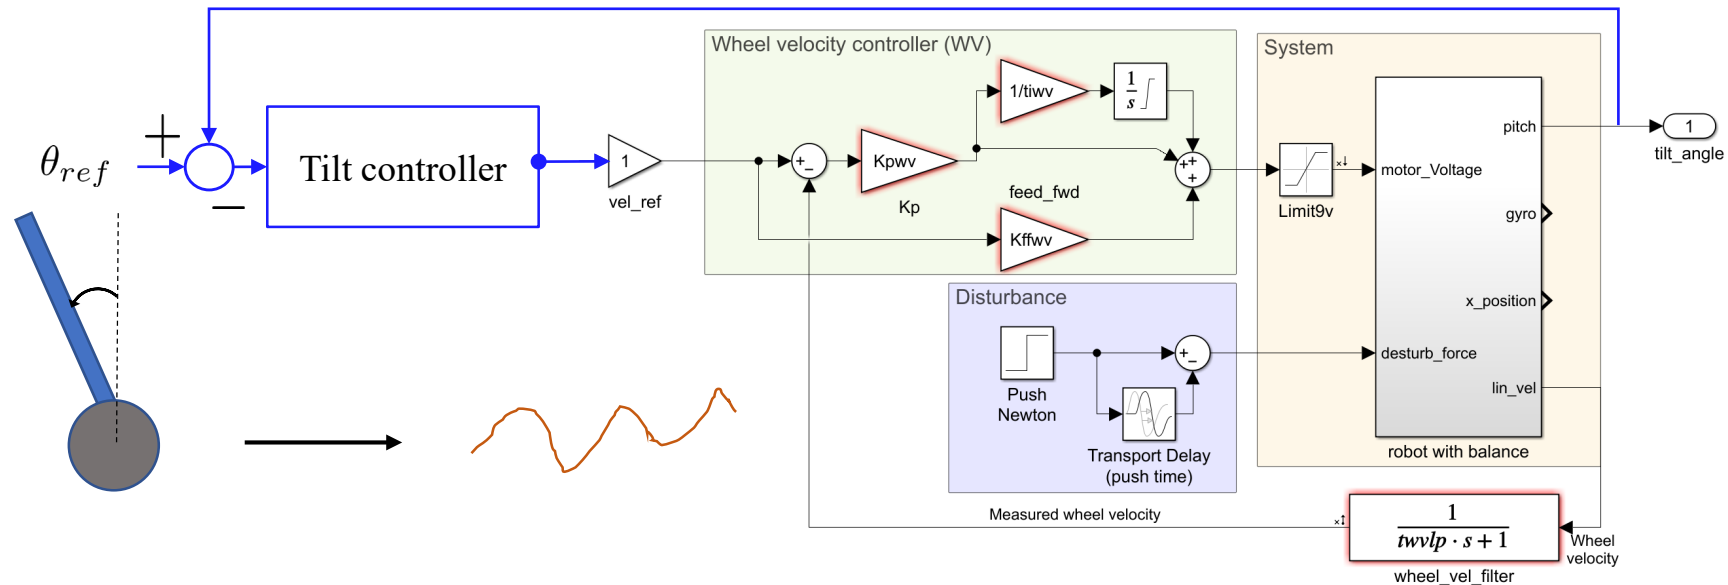 Wheel velocity controller (WV)
System
+
θref
−
Tilt controller
1
vel_ref
+
−
Kpwv
Kp
1/tiwv
1
s
feed_fwd
Kffwv
+
+
+
Limit9v
motor_Voltage
desturb_force
pitch
gyro
x_position
lin_vel
robot with balance
1
tilt_angle
Disturbance
Push
Newton
+
−
Transport Delay
(push time)
Measured wheel velocity
1
twvlp · s + 1
wheel_vel_filter
Wheel
velocity